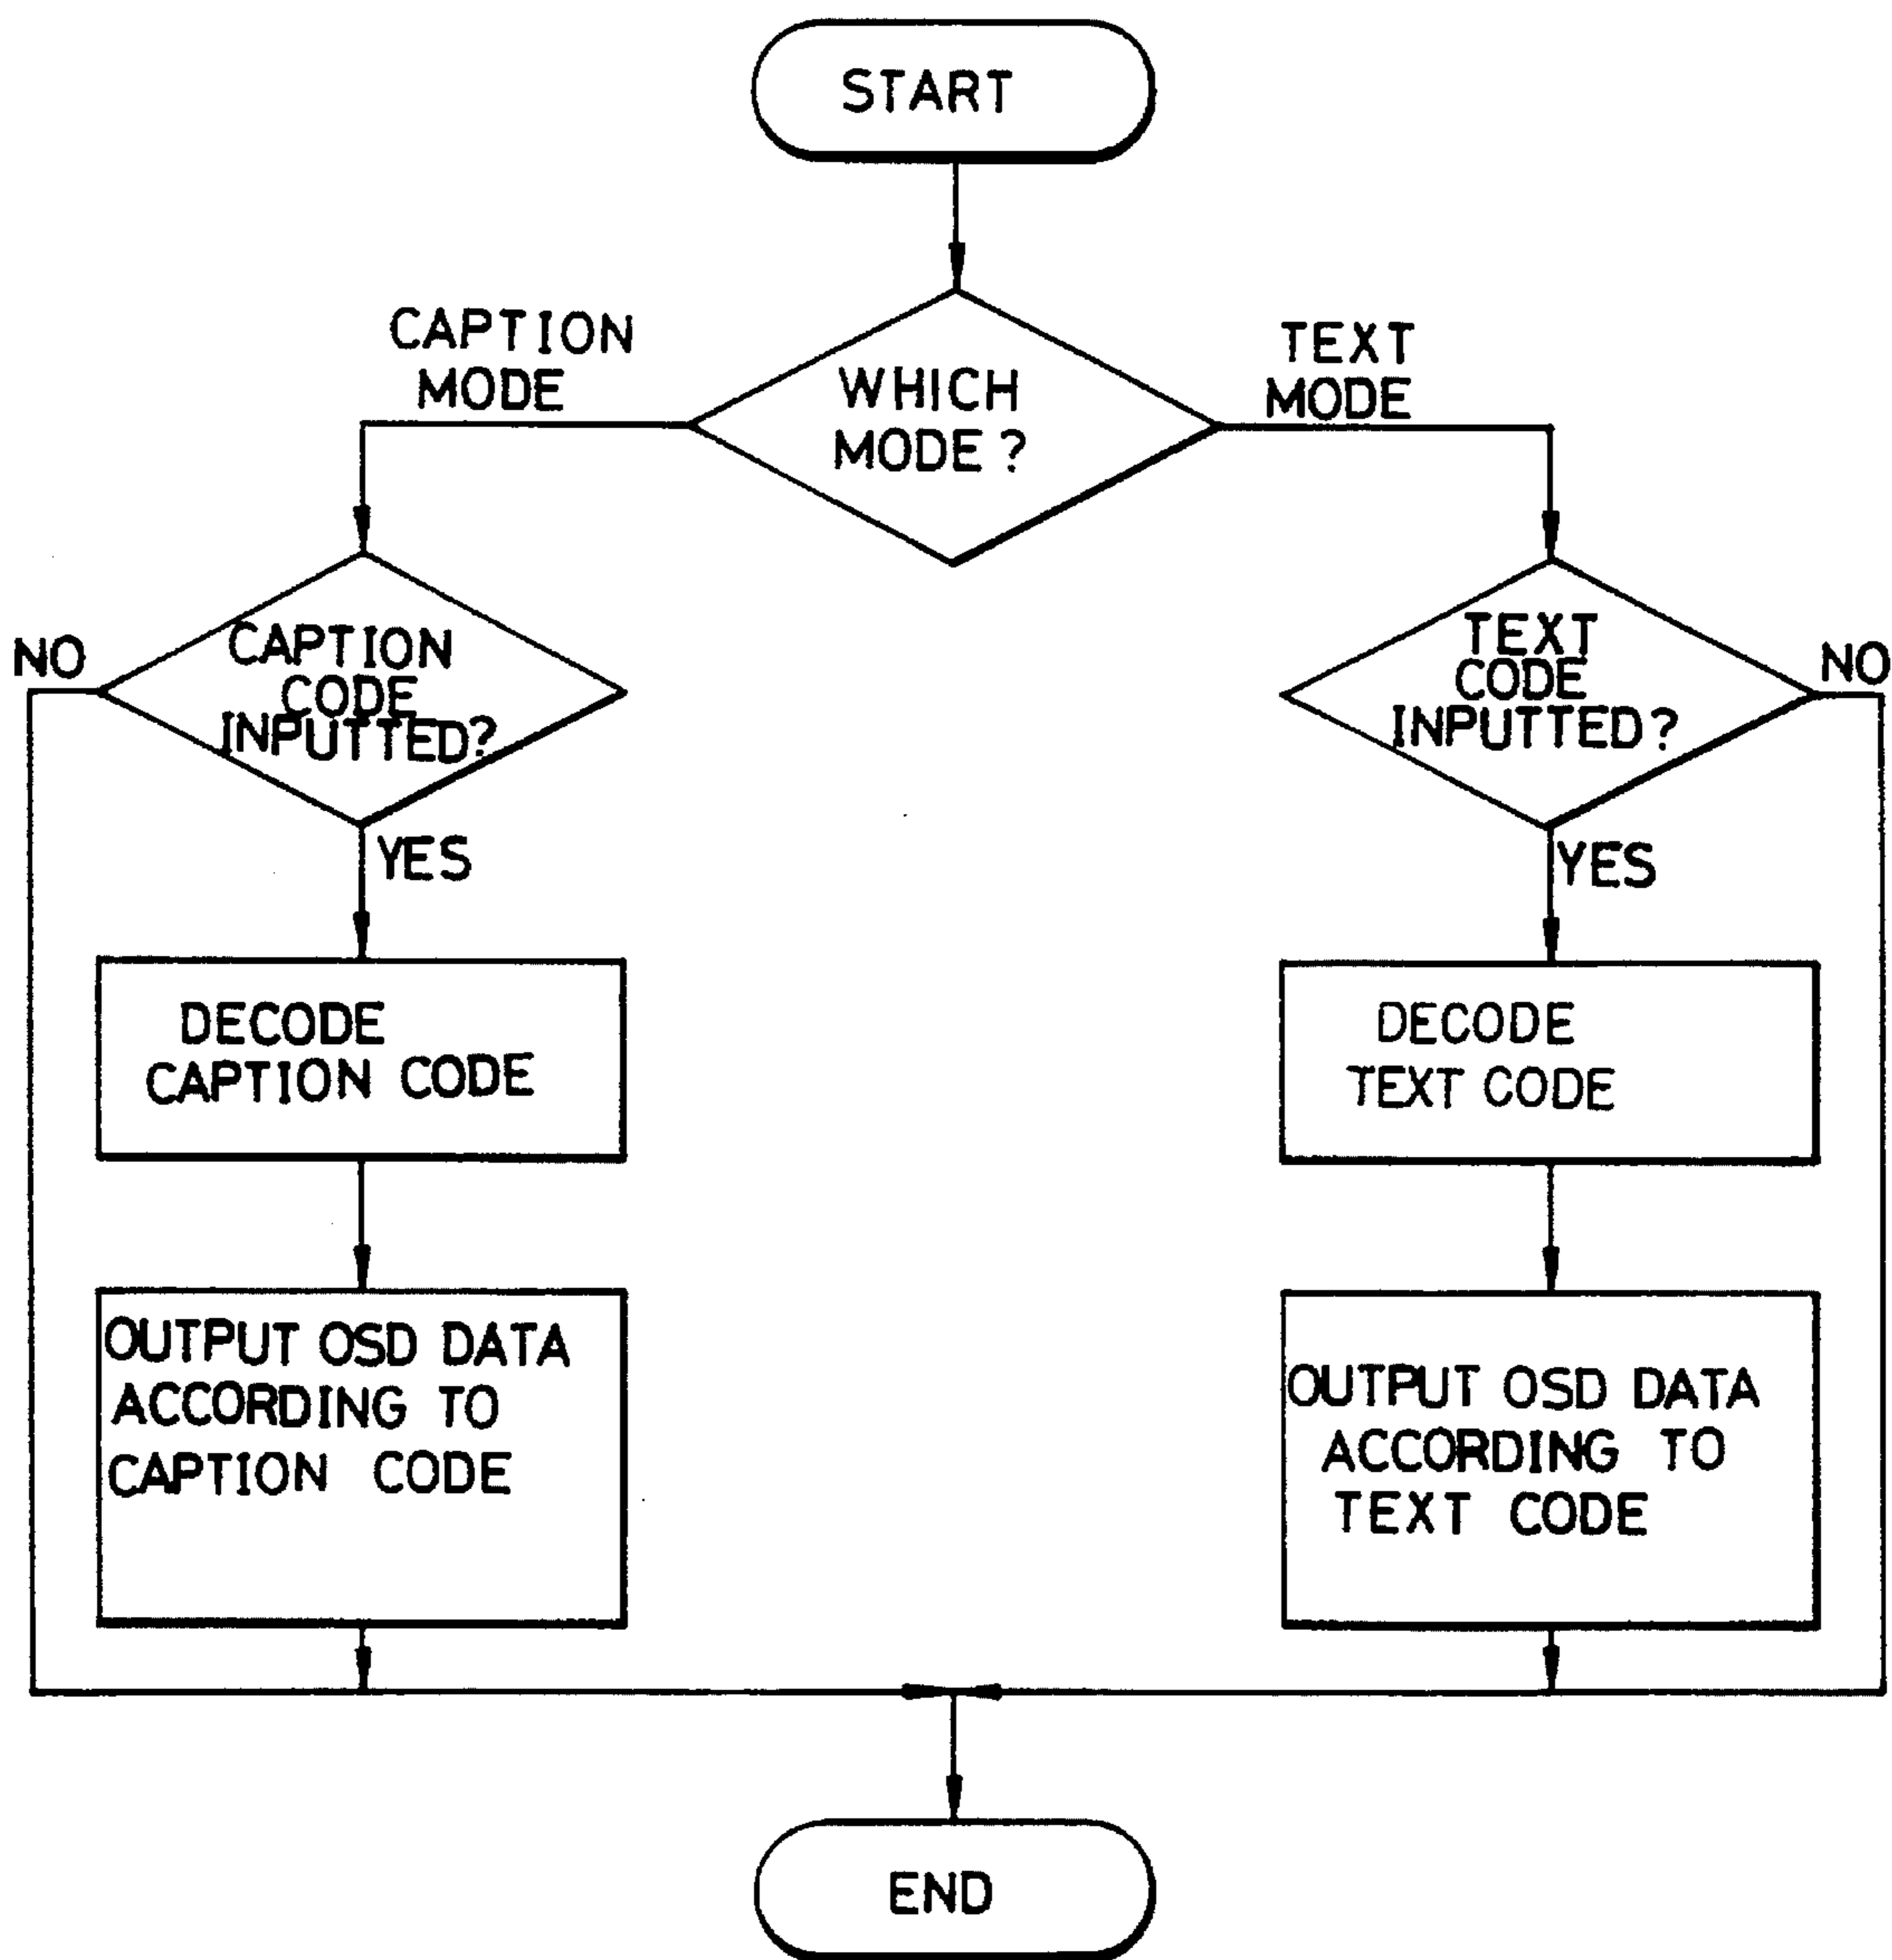 START
CAPTION
MODE
WHICH
MODE?
TEXT
MODE
NO
CAPTION
CODE
INPUTTED?
YES
TEXT
CODE
INPUTTED?
NO
YES
DECODE
CAPTION CODE
DECODE
TEXT CODE
OUTPUT OSD DATA
ACCORDING TO
CAPTION CODE
OUTPUT OSD DATA
ACCORDING TO
TEXT CODE
END